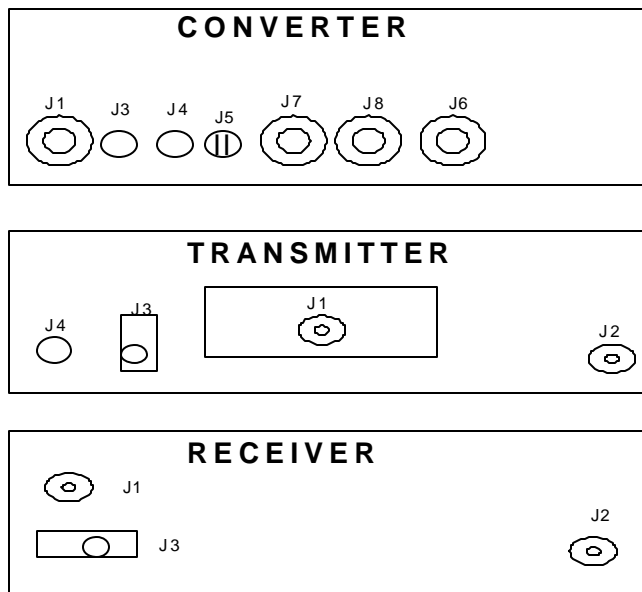 CONVERTER
J1 J3 J4 J5 J7 J8 J6
TRANSMITTER
J4 J3 J1 J2
RECEIVER
J1
J2
J3